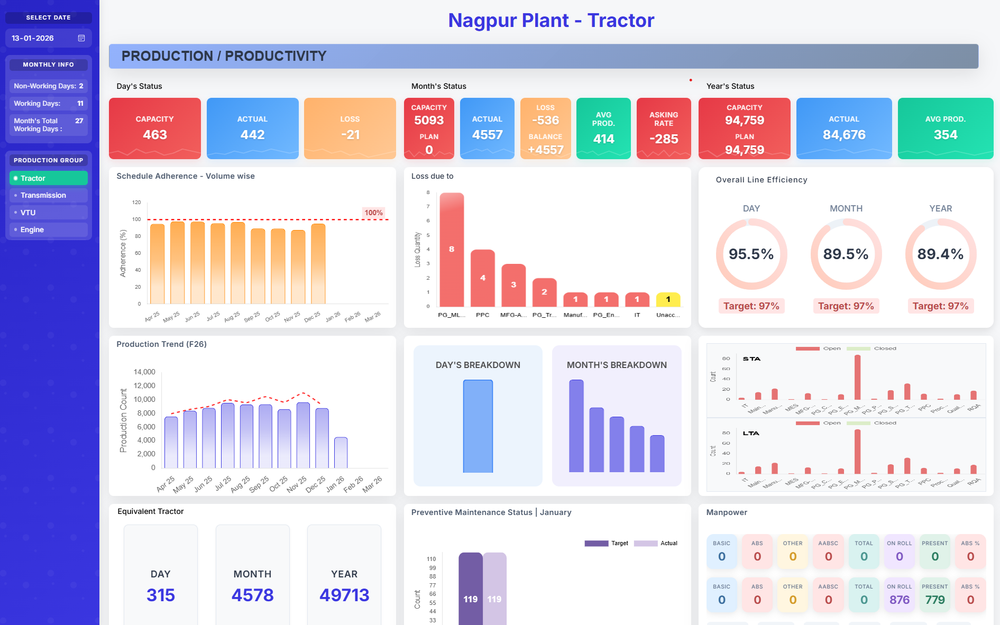 SELECT DATE
13-01-2026
MONTHLY INFO
Non-Working Days: 2
Working Days: 11
Month's Total 27
Working Days :
PRODUCTION GROUP
Tractor
Transmission
VTU
Engine
Nagpur Plant - Tractor
PRODUCTION / PRODUCTIVITY
Day's Status
CAPACITY
463
ACTUAL
442
LOSS
-21
Month's Status
CAPACITY
5093
PLAN
0
ACTUAL
4557
LOSS
-536
BALANCE
+4557
AVG
PROD.
414
ASKING
RATE
-285
Year's Status
CAPACITY
94,759
PLAN
94,759
ACTUAL
84,676
AVG PROD.
354
Schedule Adherence - Volume wise
Adherence (%)
120
100
80
60
40
20
0
100%
Apr 25 May 25 Jun 25 Jul 25 Aug 25 Sep 25 Oct 25 Nov 25 Dec 25 Jan 26 Feb 26 Mar 26
Loss due to
Loss Quantity
8
7
6
5
4
3
2
1
0
8 4 3 2 1 1 1 1
PG_ML... PPC MFG-A... PG_Tr... Manuf... PG_En... IT Unacc...
Overall Line Efficiency
DAY MONTH YEAR
95.5% 89.5% 89.4%
Target: 97% Target: 97% Target: 97%
Production Trend (F26)
Production Count
14,000
12,000
10,000
8,000
6,000
4,000
2,000
0
Apr 25 May 25 Jun 25 Jul 25 Aug 25 Sep 25 Oct 25 Nov 25 Dec 25 Jan 26 Feb 26 Mar 26
DAY'S BREAKDOWN
MONTH'S BREAKDOWN
Open Closed
STA
Count
80
60
40
20
0
IT Main... Manu... MES MFG-... PG_C... PG_E... PG_M... PG_P... PG_S... PG_T... PPC Proc... Qual... RQA
Open Closed
LTA
Count
80
60
40
20
0
IT Main... Manu... MES MFG-... PG_C... PG_E... PG_M... PG_P... PG_S... PG_T... PPC Proc... Qual... RQA
Equivalent Tractor
DAY
315
MONTH
4578
YEAR
49713
Preventive Maintenance Status | January
Target Actual
Count
110
99
88
77
66
55
44
33
119 119
Manpower
BASIC ABS OTHER AABSC TOTAL ON ROLL PRESENT ABS %
0 0 0 0 0 0 0 0
BASIC ABS OTHER AABSC TOTAL ON ROLL PRESENT ABS %
0 0 0 0 0 876 779 0